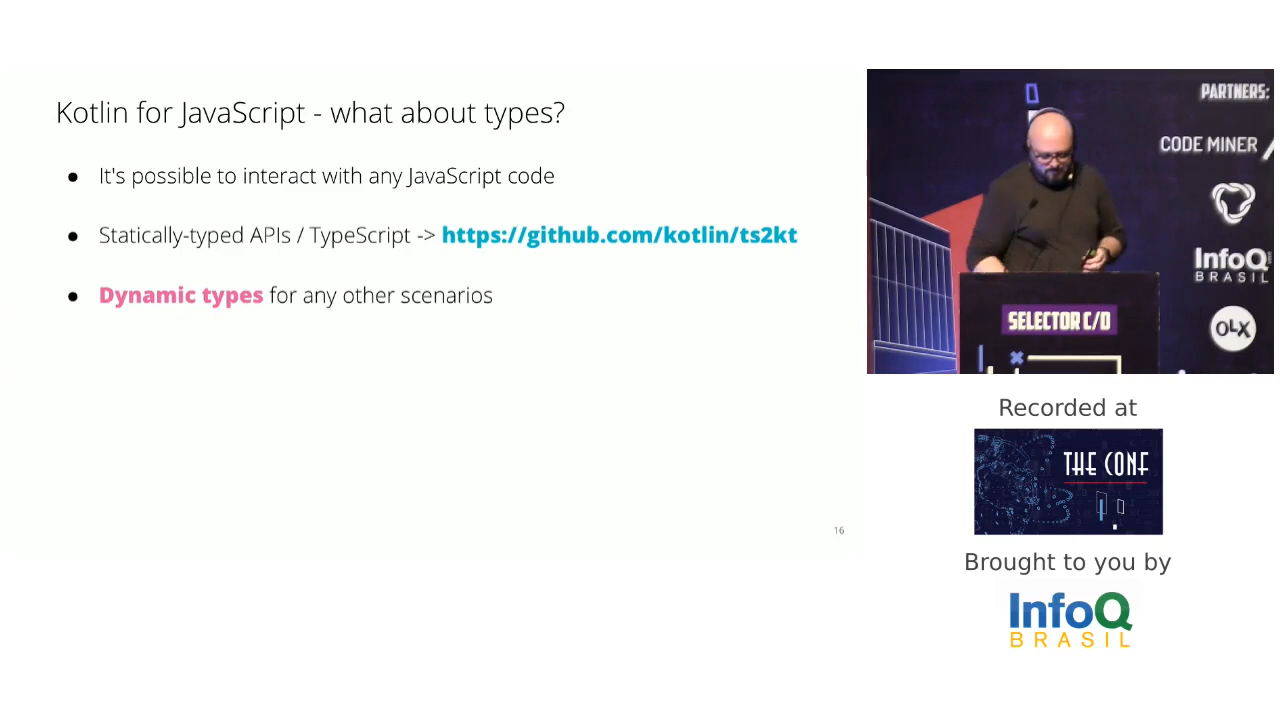 Kotlin for JavaScript - what about types?
● It's possible to interact with any JavaScript code
● Statically-typed APIs / TypeScript -> https://github.com/kotlin/ts2kt
● Dynamic types for any other scenarios
16
PARTNERS:
CODE MINER
InfoQ
BRASIL
OLX
SELECTOR C/D
Recorded at
THE CONF
Brought to you by
InfoQ
BRASIL